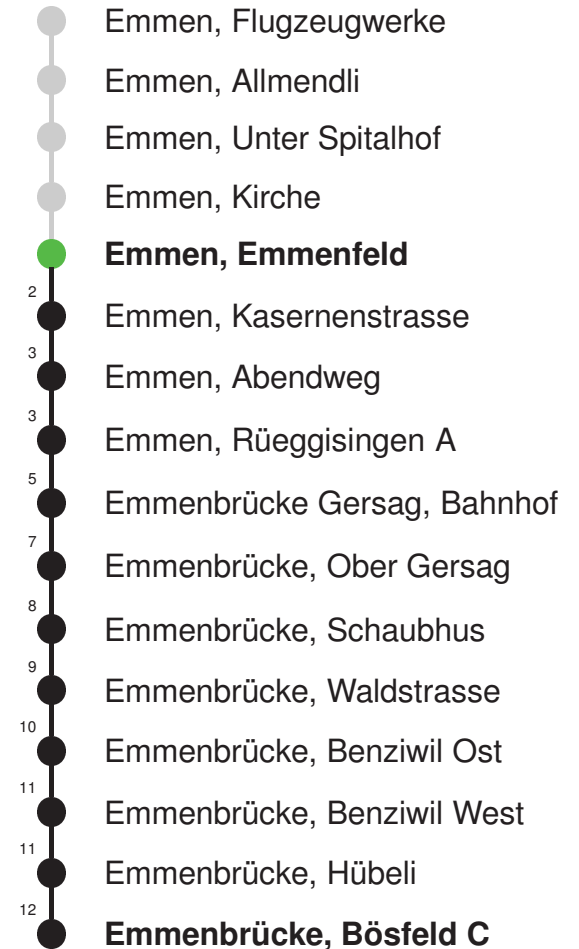 Emmen, Flugzeugwerke
Emmen, Allmendli
Emmen, Unter Spitalhof
Emmen, Kirche
Emmen, Emmenfeld
2 Emmen, Kasernenstrasse
3 Emmen, Abendweg
3 Emmen, Rüeggisingen A
5 Emmenbrücke Gersag, Bahnhof
7 Emmenbrücke, Ober Gersag
8 Emmenbrücke, Schaubhus
9 Emmenbrücke, Waldstrasse
10 Emmenbrücke, Benziwil Ost
11 Emmenbrücke, Benziwil West
11 Emmenbrücke, Hübeli
12 Emmenbrücke, Bösfeld C